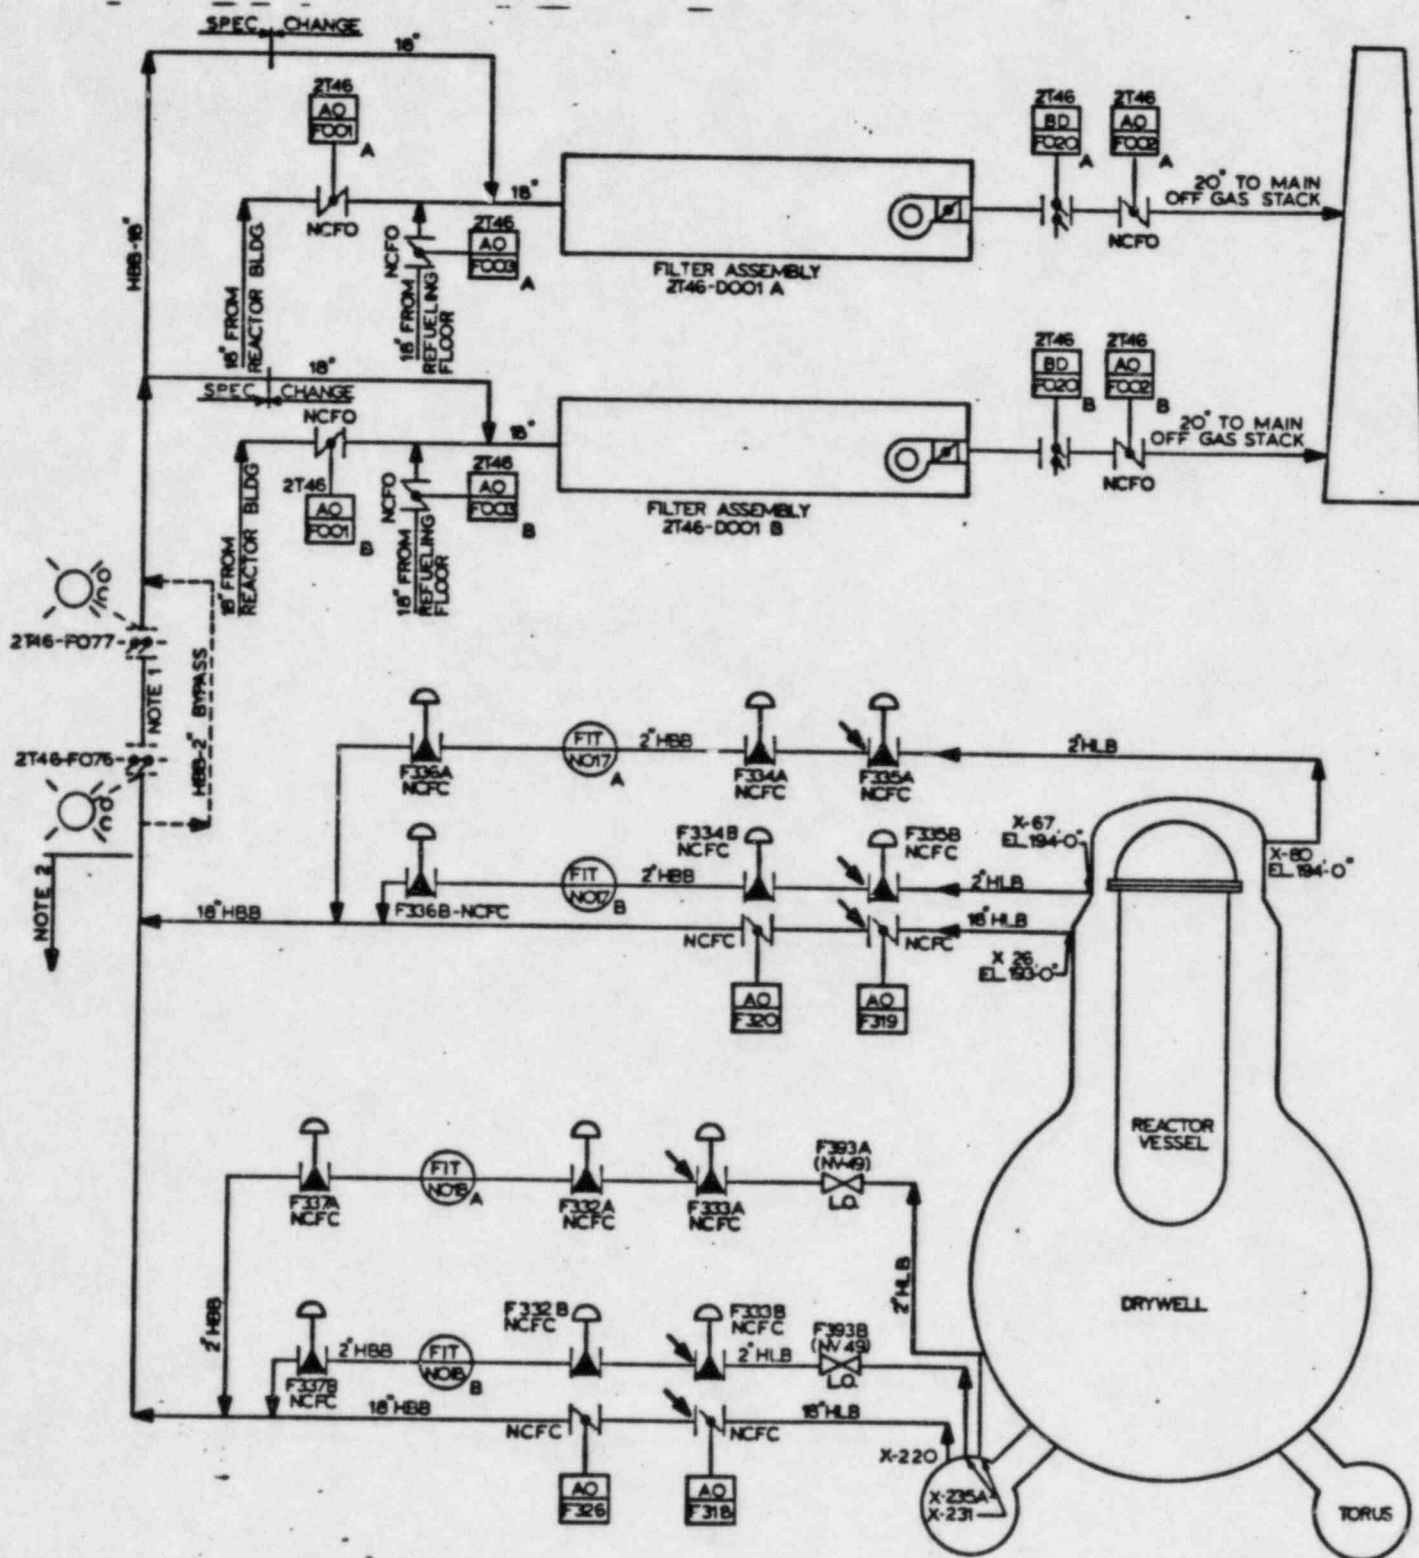 SPEC. CHANGE
18"
2T46
AO
F001
A
HBB-18"
NCFO
18" FROM
REACTOR BLDG.
NCFO
18" FROM
REFUELING
FLOOR
2T46
AO
F003
A
18"
FILTER ASSEMBLY
2T46-D001 A
2T46
BD
F020
A
2T46
AO
F002
A
NCFO
20" TO MAIN
OFF GAS STACK
18"
SPEC. CHANGE
NCFO
2T46
AO
F001
B
18" FROM
REACTOR BLDG.
NCFO
18" FROM
REFUELING
FLOOR
2T46
AO
F003
B
18"
FILTER ASSEMBLY
2T46-D001 B
2T46
BD
F020
B
2T46
AO
F002
B
NCFO
20" TO MAIN
OFF GAS STACK
2T46-F077
NOTE 1
HBB-2" BYPASS
2T46-F076
NOTE 2
F336A
NCFC
FIT
N017
A
2" HBB
F334A
NCFC
F335A
NCFC
2" HLB
X-80
EL. 194'-0"
F336B-NCFC
FIT
N017
B
2" HBB
F334B
NCFC
F335B
NCFC
2" HLB
X-67
EL. 194'-0"
18" HBB
NCFC
AO
F320
NCFC
AO
F319
18" HLB
X 26
EL. 193'-0"
REACTOR
VESSEL
DRYWELL
F337A
NCFC
FIT
N018
A
F332A
NCFC
F333A
NCFC
F393A
(NV-49)
L.O.
2" HLB
2" HBB
F337B
NCFC
2" HBB
FIT
N018
B
F332B
NCFC
F333B
NCFC
2" HLB
F393B
(NV 49)
L.O.
18" HBB
NCFC
AO
F326
NCFC
AO
F318
18" HLB
X-220
X-235A
X-231
TORUS